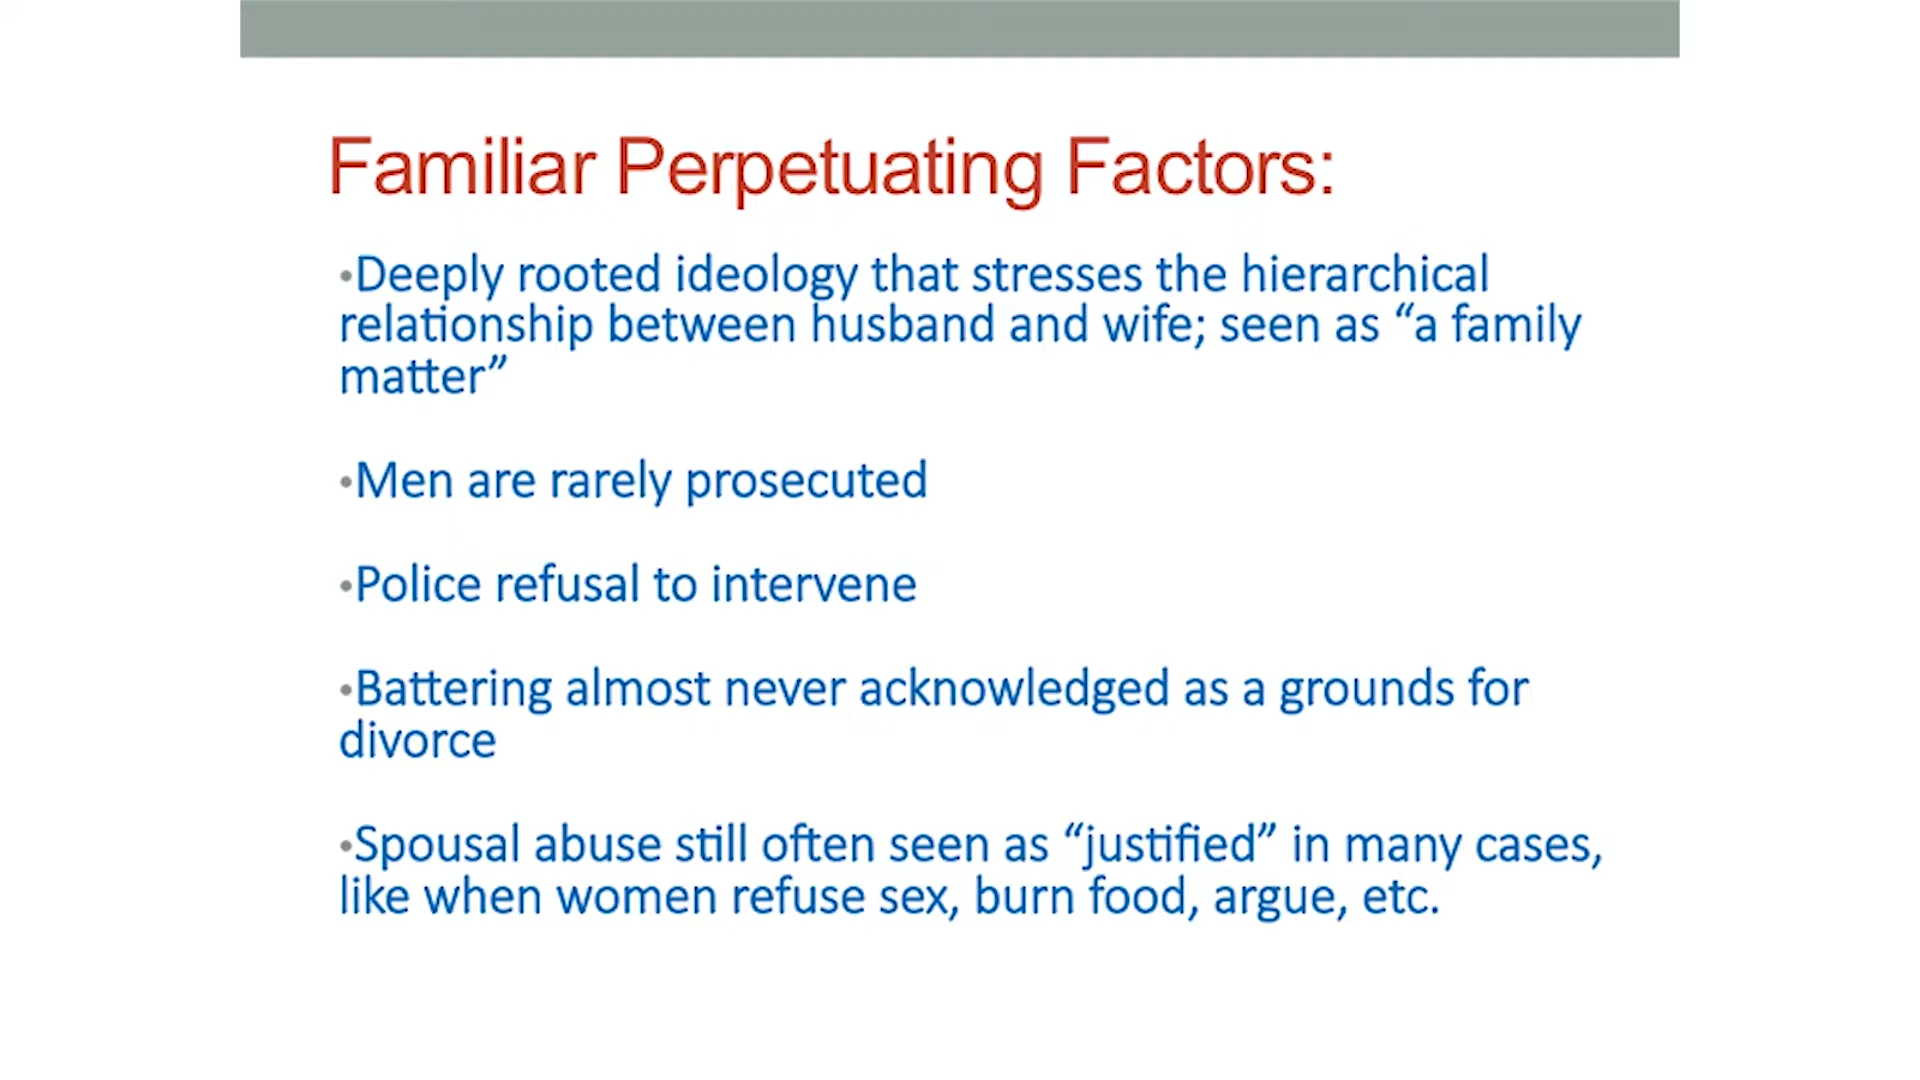 Familiar Perpetuating Factors:
•Deeply rooted ideology that stresses the hierarchical
relationship between husband and wife; seen as “a family
matter”
•Men are rarely prosecuted
•Police refusal to intervene
•Battering almost never acknowledged as a grounds for
divorce
•Spousal abuse still often seen as “justified” in many cases,
like when women refuse sex, burn food, argue, etc.